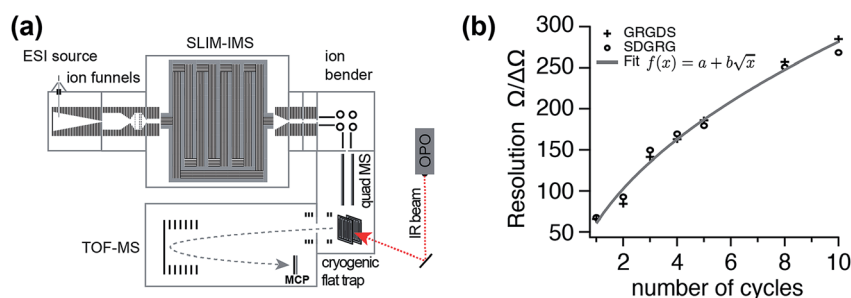 (a)
SLIM-IMS
ESI source
ion funnels
ion
bender
quad MS
OPO
IR beam
TOF-MS
MCP
cryogenic
flat trap
(b)
Resolution Ω/ΔΩ
300
250
200
150
100
50
GRGDS
SDGRG
Fit f(x) = a + b√x
2 4 6 8 10
number of cycles